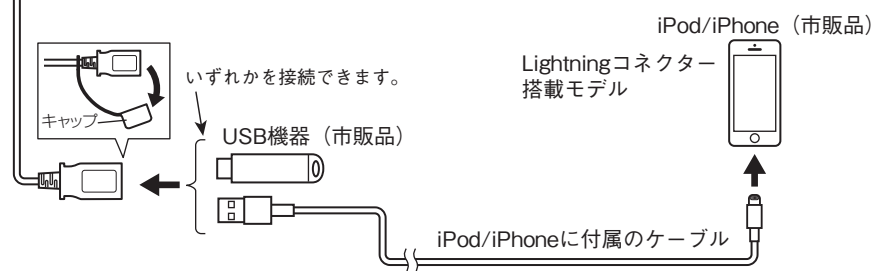 iPod/iPhone（市販品）
Lightningコネクター
搭載モデル
いずれかを接続できます。
キャップ
USB機器（市販品）
iPod/iPhoneに付属のケーブル